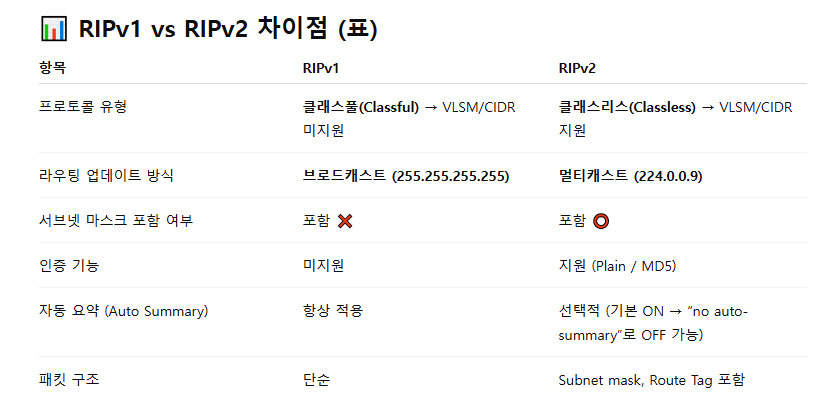 📊 RIPv1 vs RIPv2 차이점 (표)
항목 RIPv1 RIPv2
프로토콜 유형 클래스풀(Classful) → VLSM/CIDR 클래스리스(Classless) → VLSM/CIDR
미지원 지원
라우팅 업데이트 방식 브로드캐스트 (255.255.255.255) 멀티캐스트 (224.0.0.9)
서브넷 마스크 포함 여부 포함 ❌ 포함 ⭕
인증 기능 미지원 지원 (Plain / MD5)
자동 요약 (Auto Summary) 항상 적용 선택적 (기본 ON → “no auto-
summary”로 OFF 가능)
패킷 구조 단순 Subnet mask, Route Tag 포함